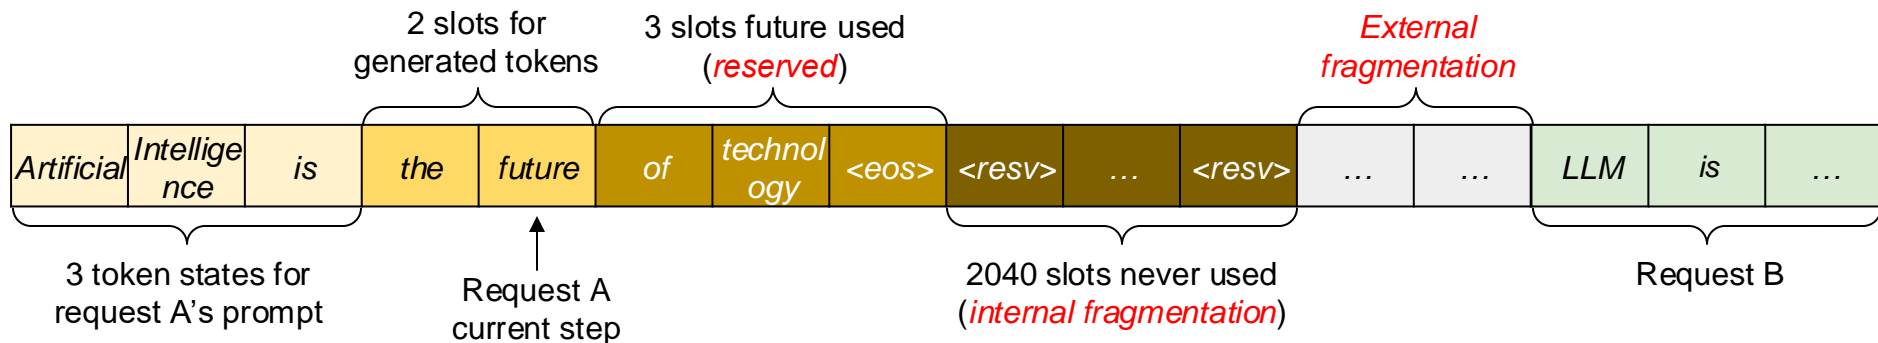 2 slots for
generated tokens
3 slots future used
(reserved)
External
fragmentation
Artificial
Intellige
nce
is
the
future
of
technol
ogy
<eos>
<resv>
...
<resv>
...
...
LLM
is
...
3 token states for
request A’s prompt
Request A
current step
2040 slots never used
(internal fragmentation)
Request B